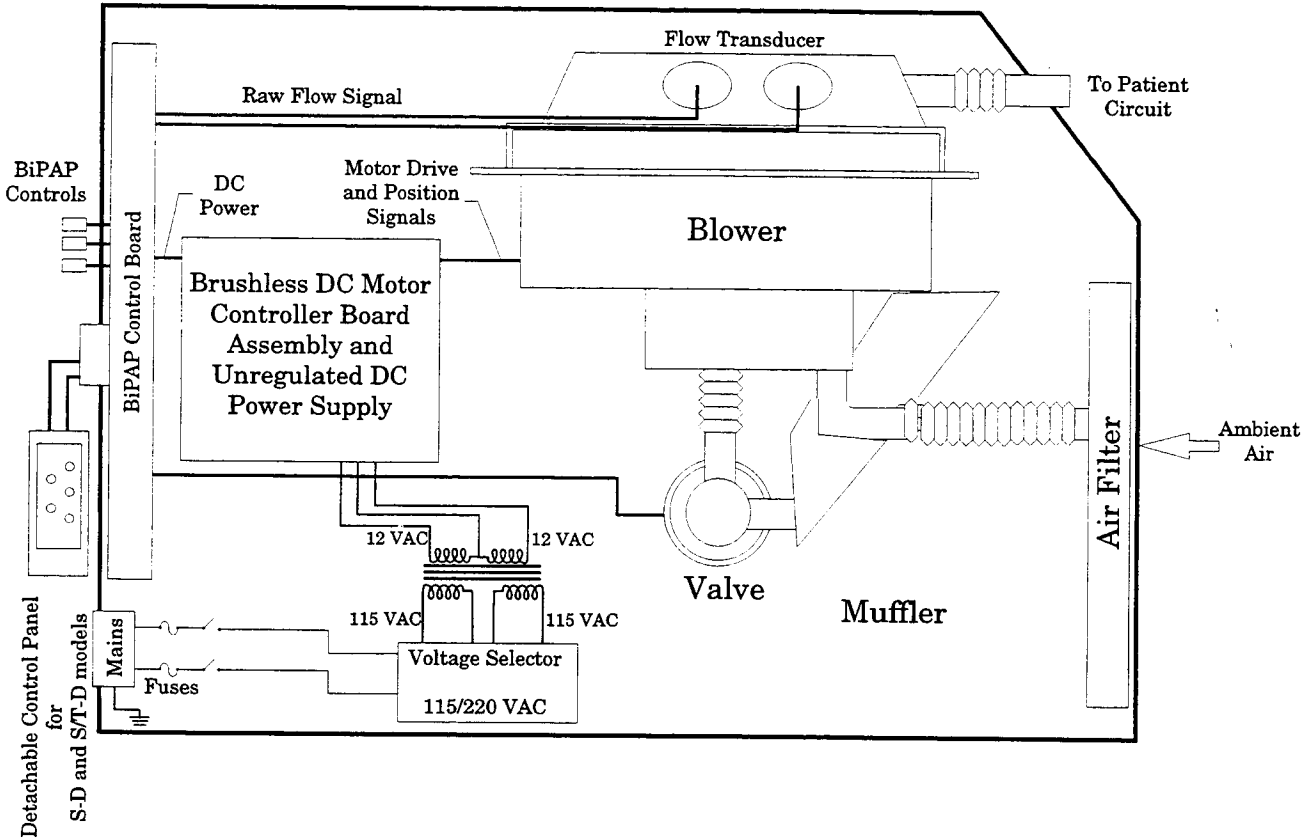 Flow Transducer
To Patient
Circuit
Raw Flow Signal
BiPAP
Controls
DC
Power
Motor Drive
and Position
Signals
Blower
BiPAP Control Board
Brushless DC Motor
Controller Board
Assembly and
Unregulated DC
Power Supply
Ambient
Air
Air Filter
12 VAC
12 VAC
Valve
Muffler
115 VAC
115 VAC
Voltage Selector
115/220 VAC
Mains
Fuses
Detachable Control Panel
for
S-D and S/T-D models